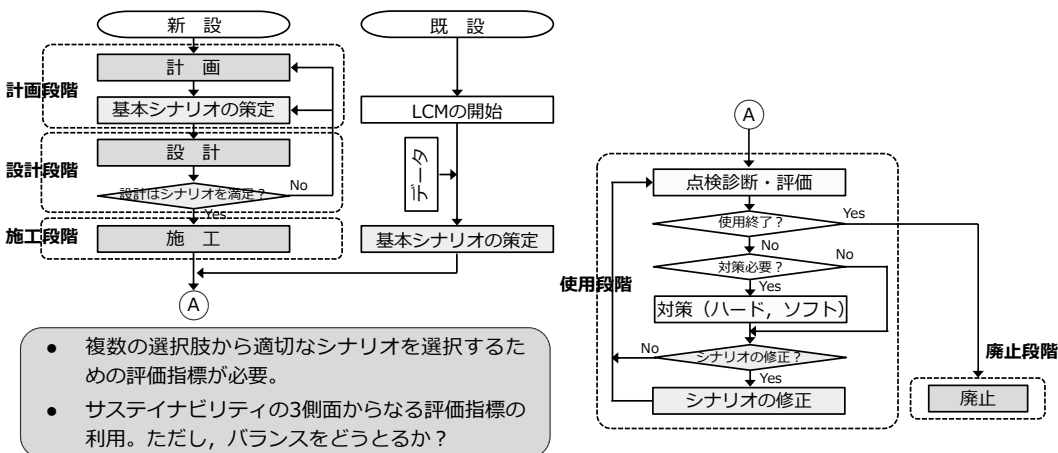 新　設
計画段階
計　画
基本シナリオの策定
設計段階
設　計
設計はシナリオを満足？
No
Yes
施工段階
施　工
A
既　設
LCMの開始
データ
基本シナリオの策定
● 複数の選択肢から適切なシナリオを選択するた
めの評価指標が必要。
● サステイナビリティの3側面からなる評価指標の
利用。ただし，バランスをどうとるか？
A
使用段階
点検診断・評価
使用終了？
Yes
No
対策必要？
No
Yes
対策（ハード，ソフト）
シナリオの修正？
No
Yes
シナリオの修正
廃止段階
廃止